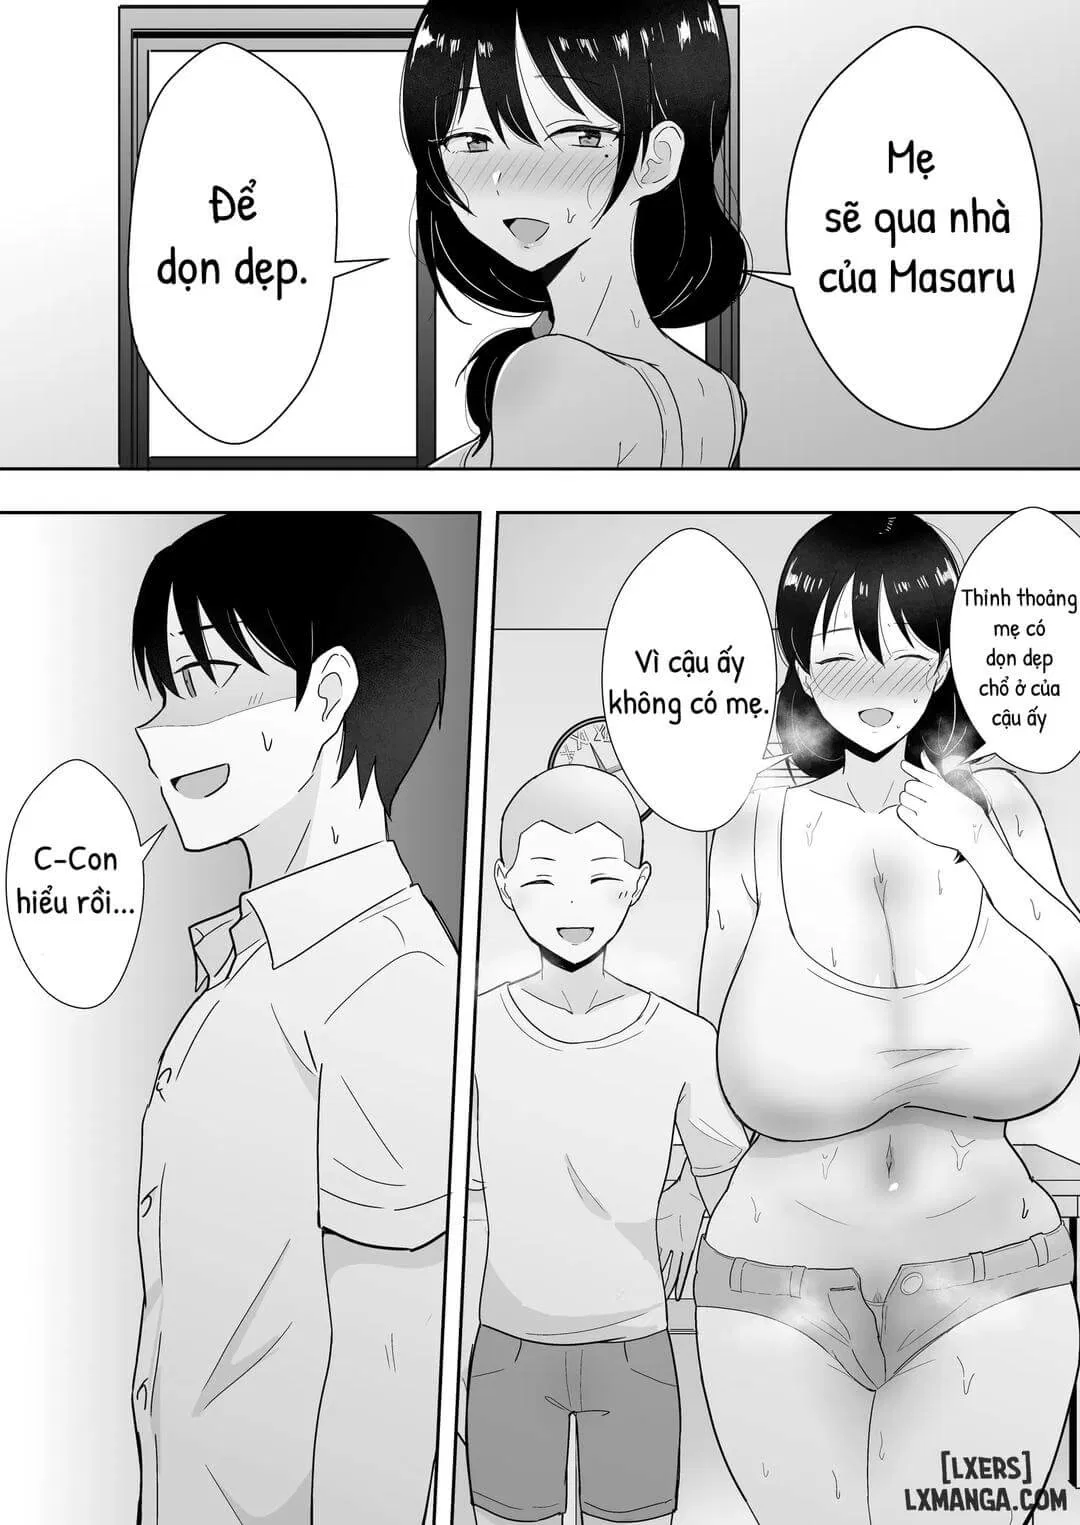 Mẹ
sẽ qua nhà
của Masaru
Để
dọn dẹp.
Thỉnh thoảng
mẹ có
dọn dẹp
chổ ở của
cậu ấy
Vì cậu ấy
không có mẹ.
C-Con
hiểu rồi...
[LXERS]
LXMANGA.COM